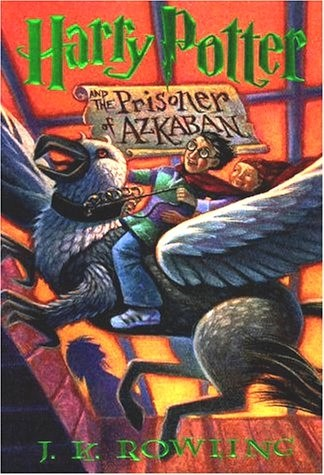 Harry Potter
AND THE Prisoner
of AZKABAN
J. K. ROWLING